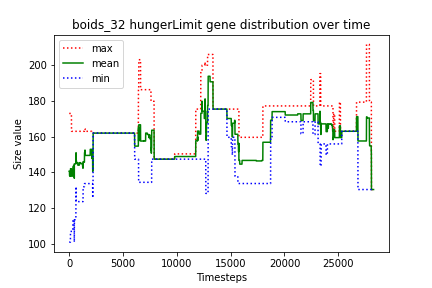 boids_32 hungerLimit gene distribution over time
max
mean
min
Size value
200
180
160
140
120
100
0
5000
10000
15000
20000
25000
Timesteps